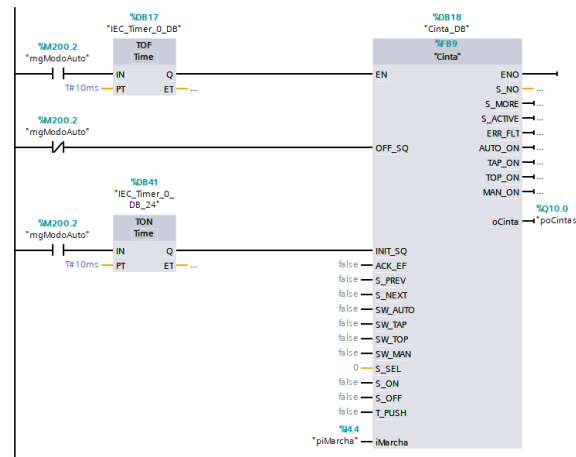 %DB17
"IEC_Timer_0_DB"
%DB18
"Cinta_DB"
%M200.2
"mgModoAuto"
TOF
Time
%FB9
"Cinta"
IN
Q
T#10ms
PT
ET
...
EN
ENO
S_NO
...
S_MORE
...
S_ACTIVE
...
ERR_FLT
...
%M200.2
"mgModoAuto"
OFF_SQ
AUTO_ON
...
TAP_ON
...
TOP_ON
...
MAN_ON
...
%DB41
"IEC_Timer_0_
DB_24"
%Q10.0
oCinta
"poCintas
%M200.2
"mgModoAuto"
TON
Time
IN
Q
INIT_SQ
T#10ms
PT
ET
...
false
ACK_EF
false
S_PREV
false
S_NEXT
false
SW_AUTO
false
SW_TAP
false
SW_TOP
false
SW_MAN
0
S_SEL
false
S_ON
false
S_OFF
false
T_PUSH
%I4.4
"piMarcha"
iMarcha